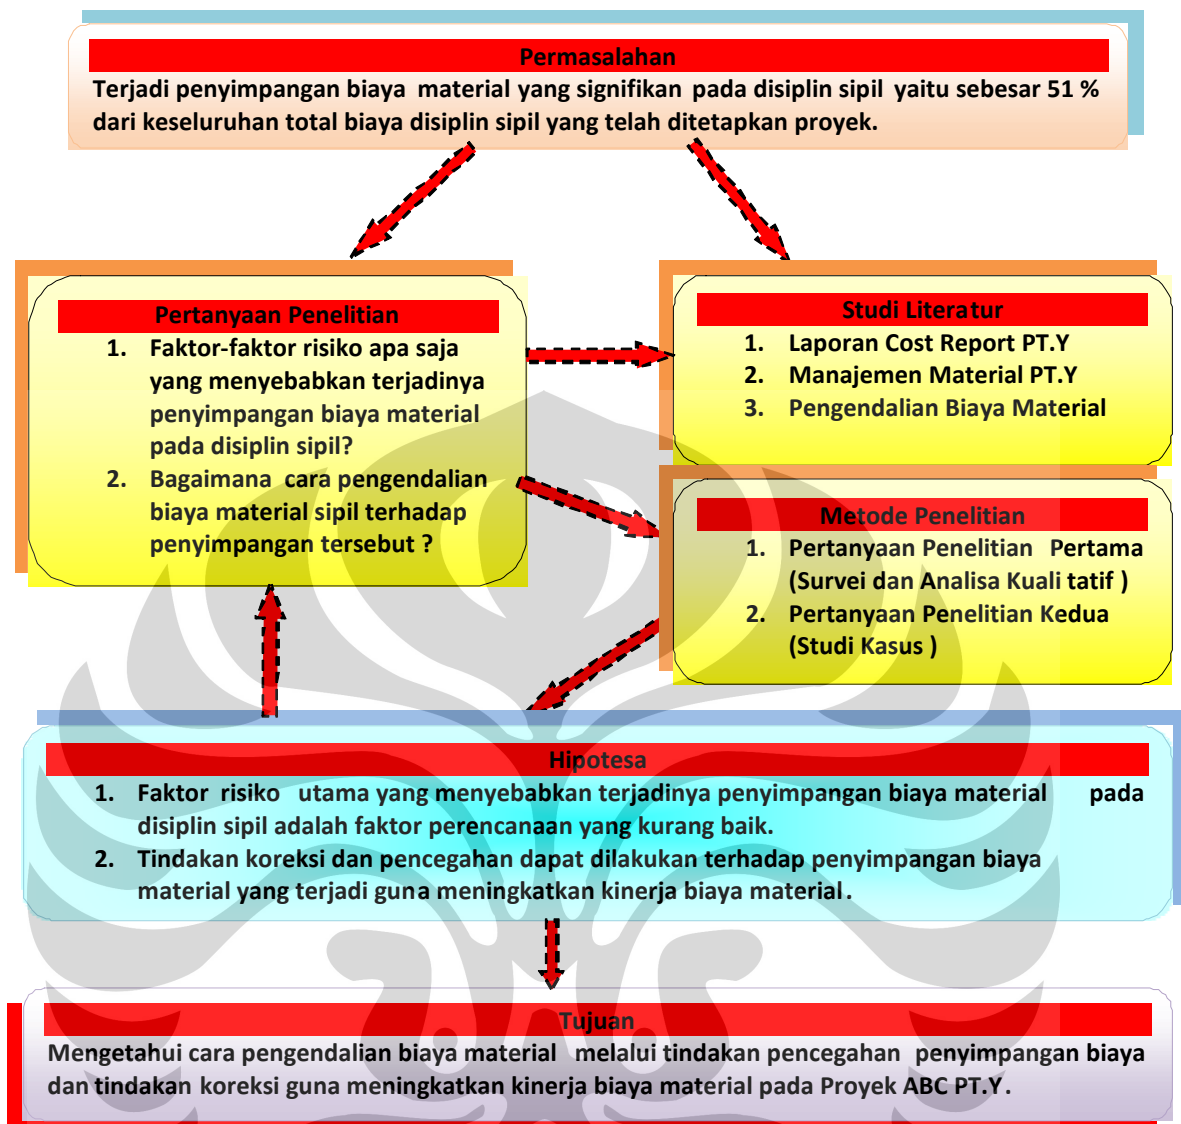 Permasalahan
Terjadi penyimpangan biaya material yang signifikan pada disiplin sipil yaitu sebesar 51 %
dari keseluruhan total biaya disiplin sipil yang telah ditetapkan proyek.
Pertanyaan Penelitian
1. Faktor-faktor risiko apa saja
yang menyebabkan terjadinya
penyimpangan biaya material
pada disiplin sipil?
2. Bagaimana cara pengendalian
biaya material sipil terhadap
penyimpangan tersebut ?
Studi Literatur
1. Laporan Cost Report PT.Y
2. Manajemen Material PT.Y
3. Pengendalian Biaya Material
Metode Penelitian
1. Pertanyaan Penelitian Pertama
(Survei dan Analisa Kuali tatif )
2. Pertanyaan Penelitian Kedua
(Studi Kasus )
Hipotesa
1. Faktor risiko utama yang menyebabkan terjadinya penyimpangan biaya material pada
disiplin sipil adalah faktor perencanaan yang kurang baik.
2. Tindakan koreksi dan pencegahan dapat dilakukan terhadap penyimpangan biaya
material yang terjadi guna meningkatkan kinerja biaya material .
Tujuan
Mengetahui cara pengendalian biaya material melalui tindakan pencegahan penyimpangan biaya
dan tindakan koreksi guna meningkatkan kinerja biaya material pada Proyek ABC PT.Y.